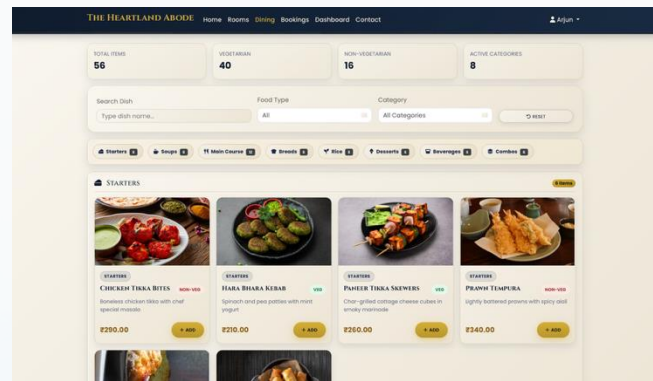 The Heartland Abode Home Rooms Dining Bookings Dashboard Contact Arjun
TOTAL ITEMS
56
VEGETARIAN
40
NON-VEGETARIAN
16
ACTIVE CATEGORIES
8
Search Dish
Type dish name...
Food Type
All
Category
All Categories
RESET
Starters Soups Main Course Breads Rice Desserts Beverages Combos
STARTERS
Items
STARTERS
CHICKEN TIKKA BITES NON-VEG
Boneless chicken tikka with chef
special masala
₹290.00 + ADD
STARTERS
HARA BHARA KEBAB VEG
Spinach and pea patties with mint
yogurt
₹210.00 + ADD
STARTERS
PANEER TIKKA SKEWERS VEG
Char-grilled cottage cheese cubes in
smoky marinade
₹260.00 + ADD
STARTERS
PRAWN TEMPURA NON-VEG
Lightly battered prawns with spicy aioli
₹340.00 + ADD